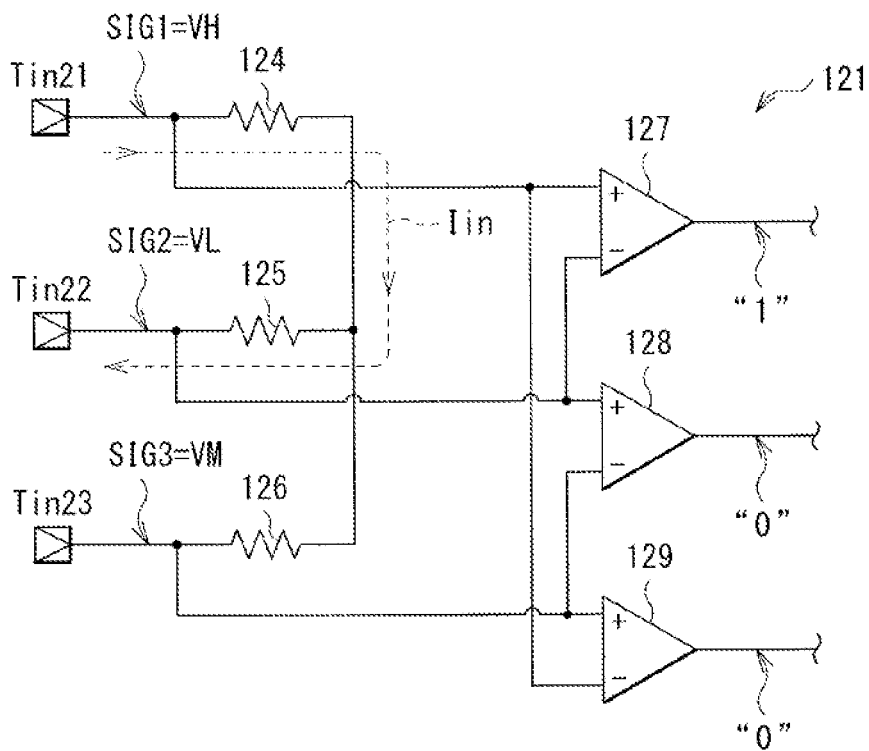 SIG1=VH
124
Tin21
121
127
+
−
Iin
"1"
SIG2=VL
125
Tin22
128
+
−
"0"
SIG3=VM
126
Tin23
129
+
−
"0"